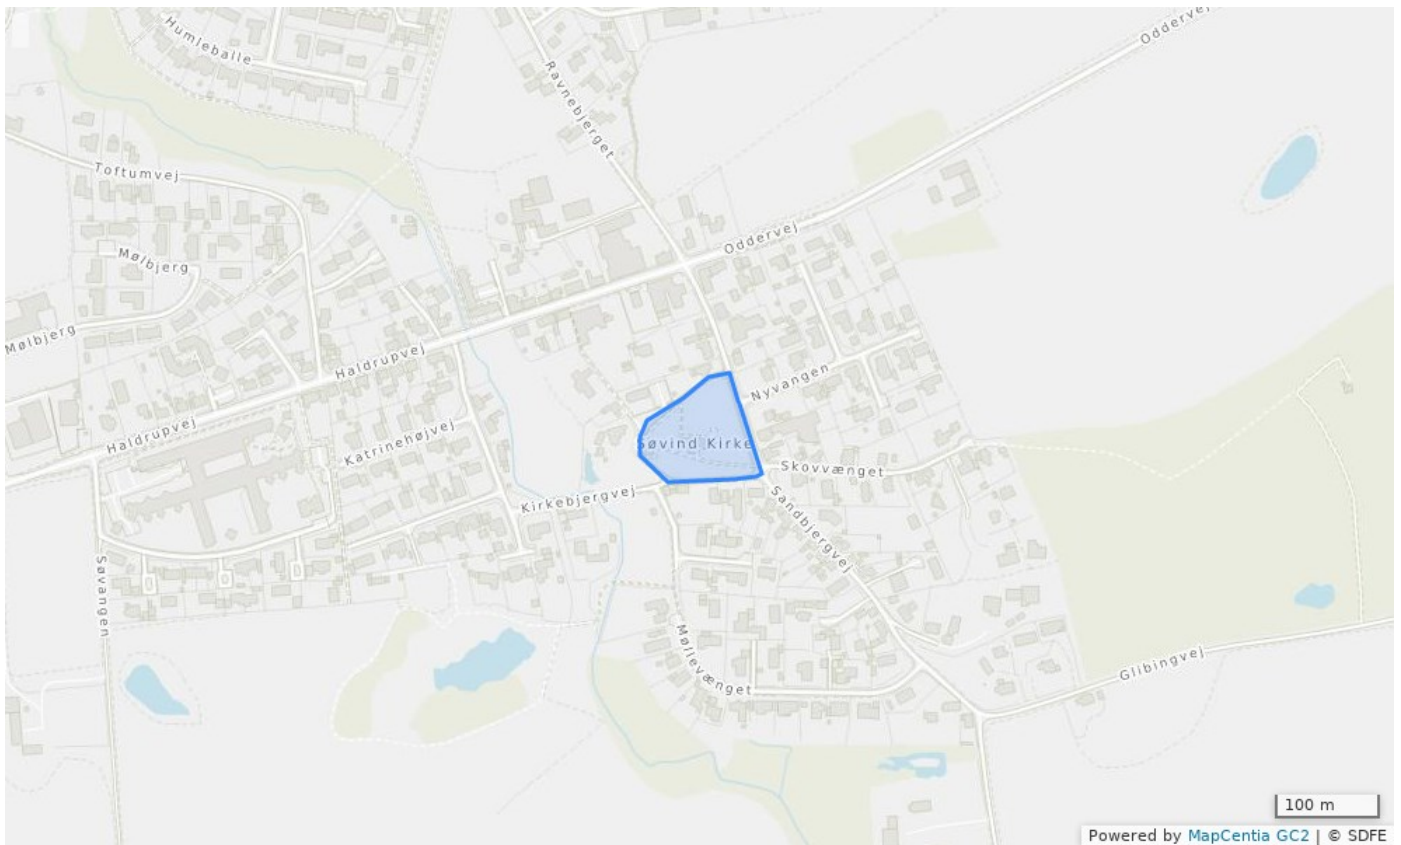 Humleballe
Oddervej
Ravnebjerget
Toftumvej
Oddervej
Mølbjerg
Mølbjerg
Haldrupvej
Nyvangen
Haldrupvej
Katrinehøjvej
Søvind Kirke
Skovvænget
Kirkebjergvej
Sandbjergvej
Søvangen
Møllevænget
Glibingvej
100 m
Powered by MapCentia GC2 | © SDFE